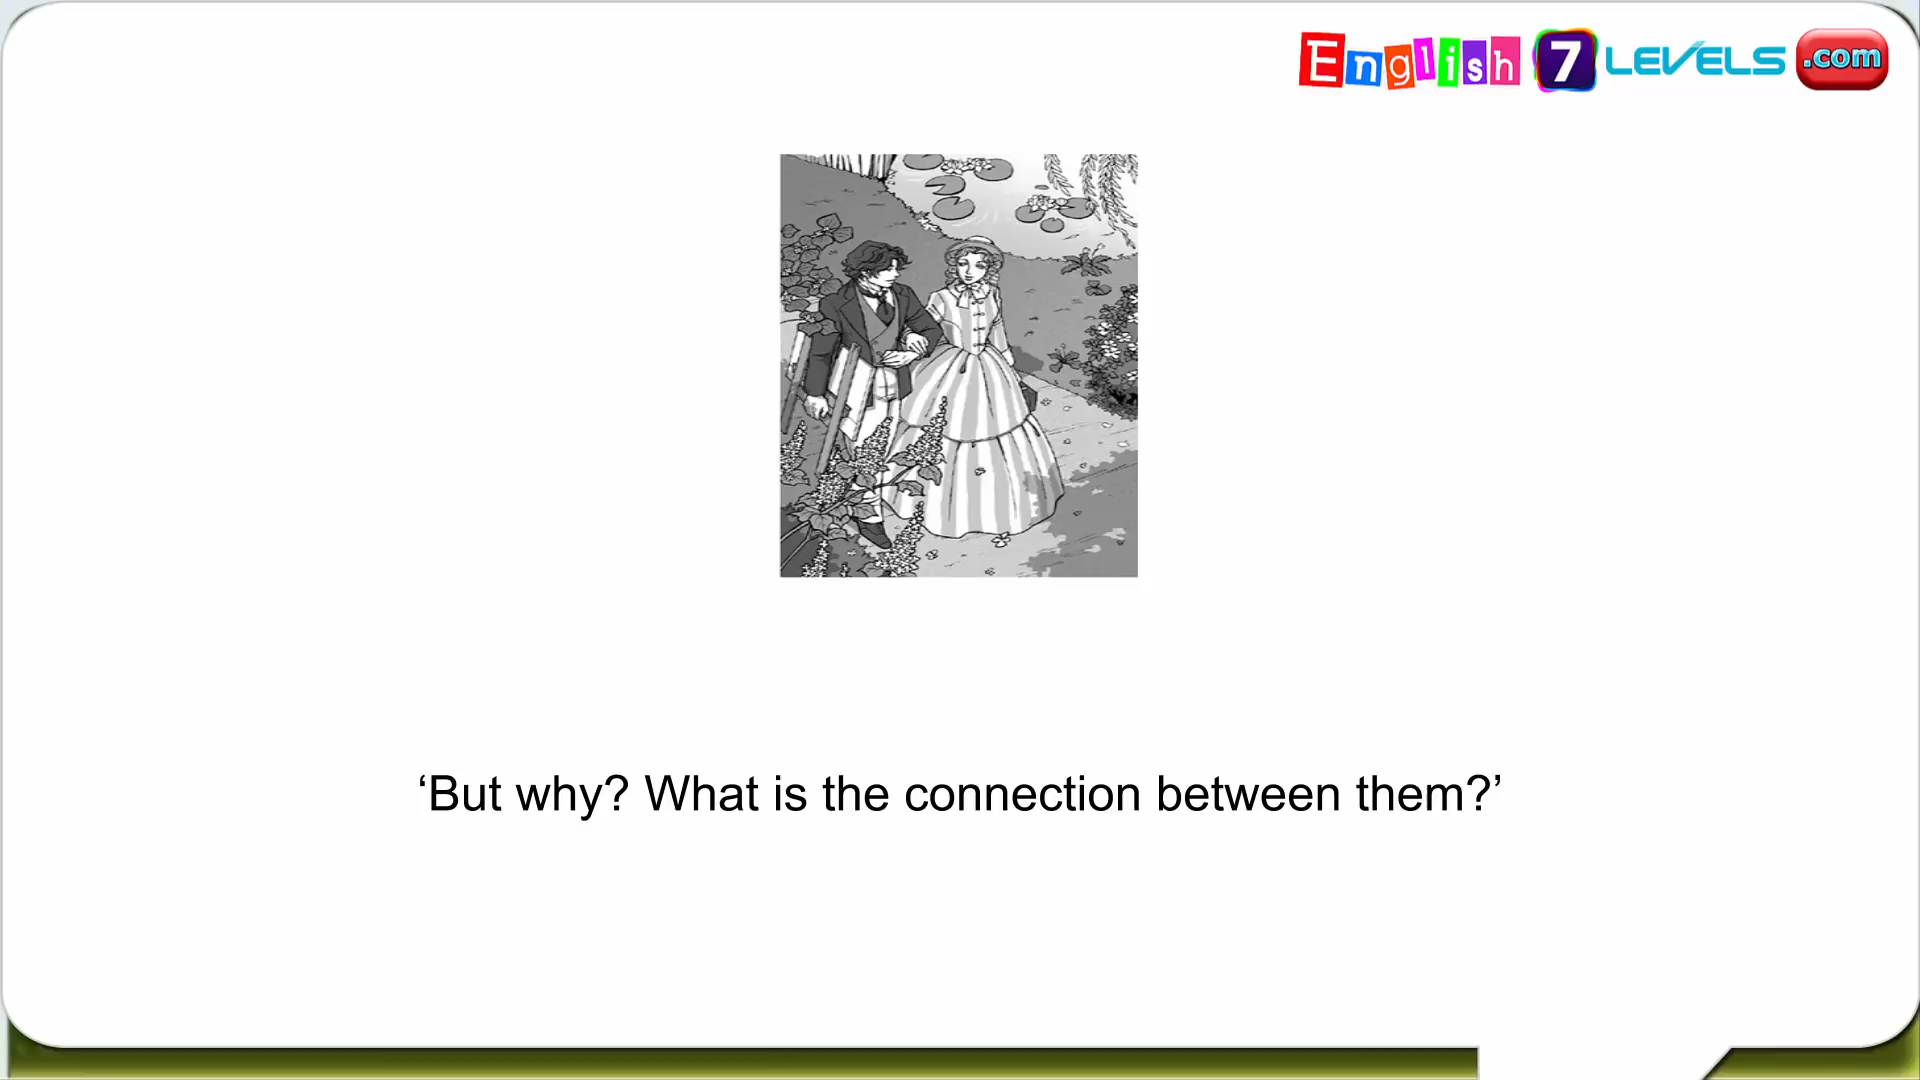 English 7 LEVELS .com
‘But why? What is the connection between them?’